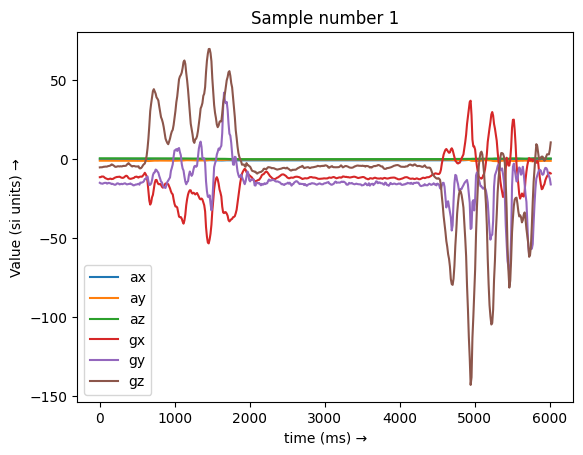 Sample number 1
Value (si units) →
50
0
−50
−100
−150
ax
ay
az
gx
gy
gz
0 1000 2000 3000 4000 5000 6000
time (ms) →